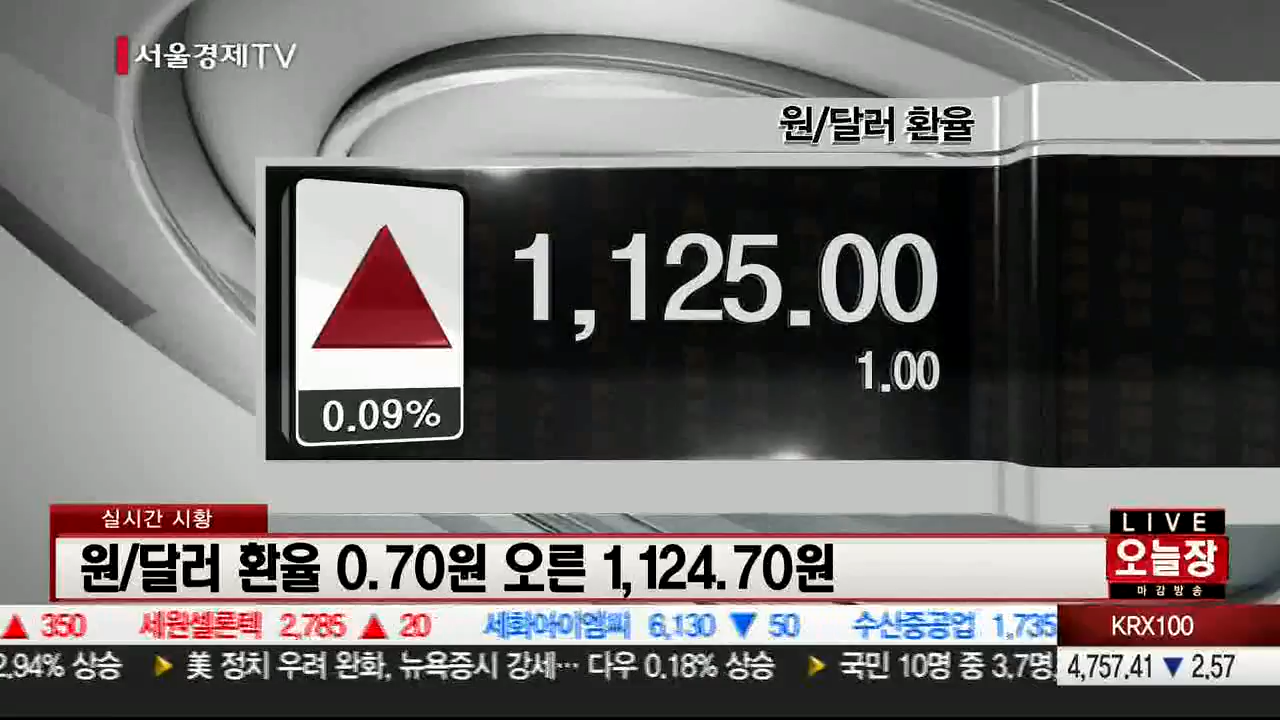 서울경제TV
원/달러 환율
1,125.00
1.00
0.09%
실시간 시황
원/달러 환율 0.70원 오른 1,124.70원
LIVE
오늘장
마감방송
▲ 350 세원셀론텍 2,785 ▲ 20 세화아이엠씨 6,130 ▼ 50 수산중공업 1,735
KRX100
2.94% 상승 ▶ 美 정치 우려 완화, 뉴욕증시 강세… 다우 0.18% 상승 ▶ 국민 10명 중 3.7명,
4,757.41 ▼ 2.57